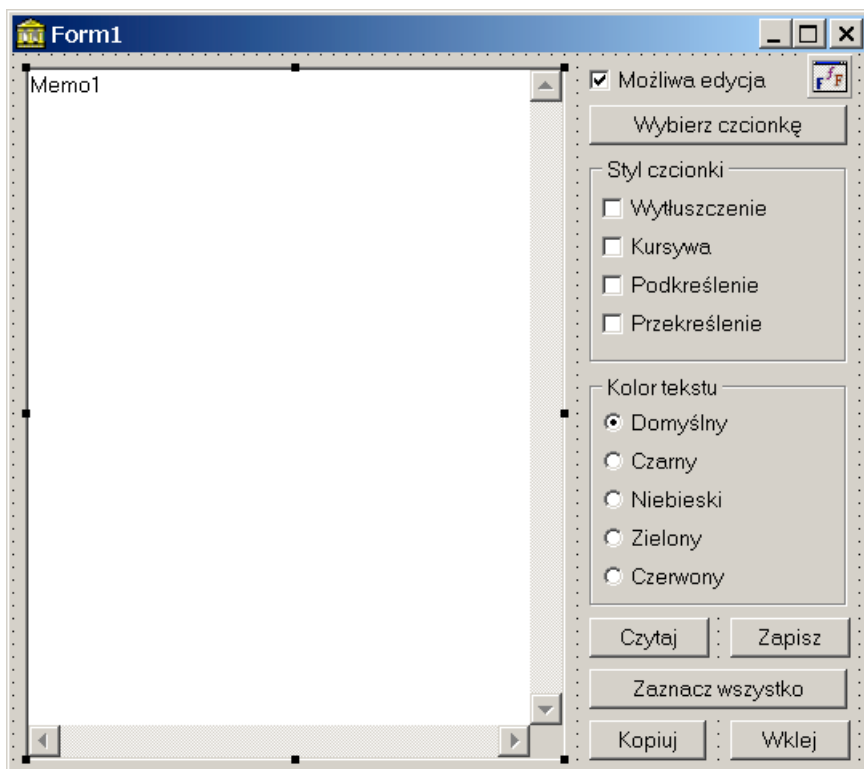 Form1
Memo1
Możliwa edycja
Wybierz czcionkę
Styl czcionki
Wytłuszczenie
Kursywa
Podkreślenie
Przekreślenie
Kolor tekstu
Domyślny
Czarny
Niebieski
Zielony
Czerwony
Czytaj Zapisz
Zaznacz wszystko
Kopiuj Wklej